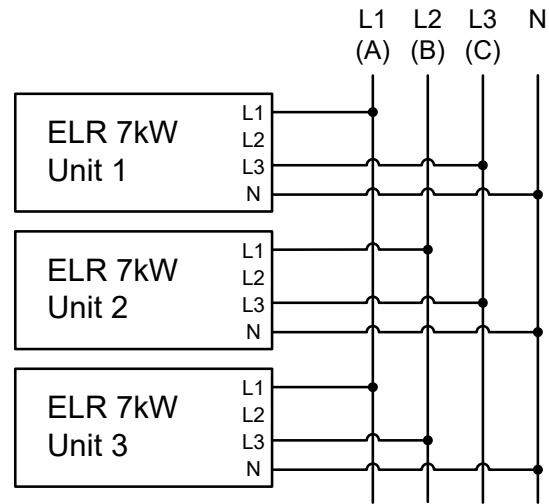 L1 L2 L3 N
(A) (B) (C)
ELR 7kW
Unit 1
L1
L2
L3
N
ELR 7kW
Unit 2
L1
L2
L3
N
ELR 7kW
Unit 3
L1
L2
L3
N